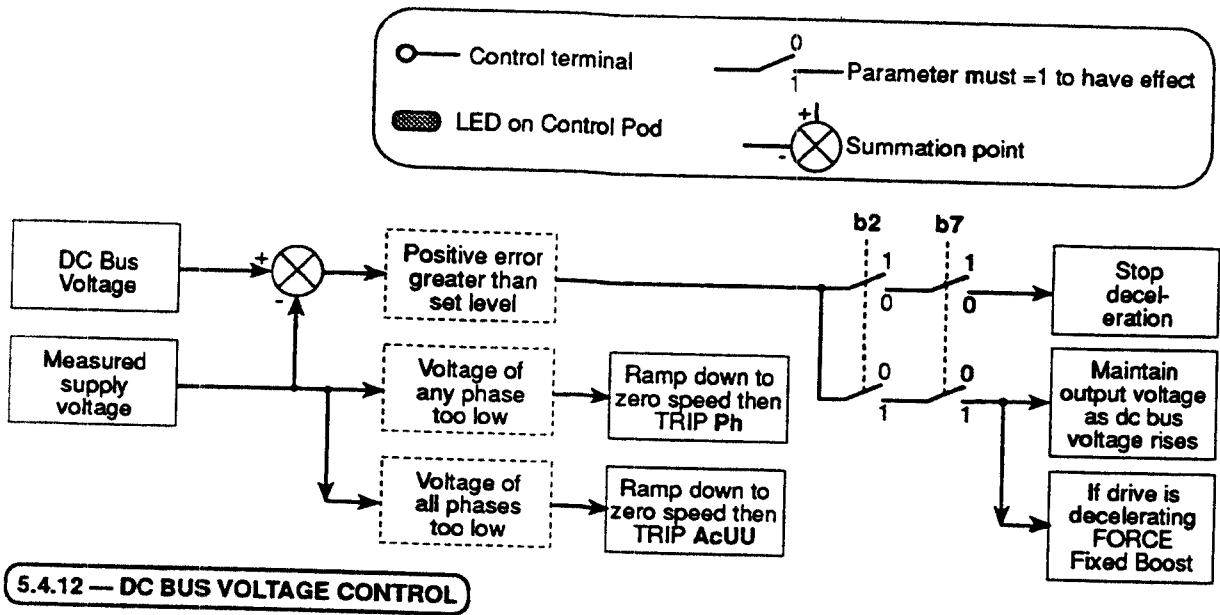 Control terminal
0
1
Parameter must =1 to have effect
LED on Control Pod
+
-
Summation point
DC Bus
Voltage
+
-
Positive error
greater than
set level
b2
b7
1
0
1
0
Stop
decel-
eration
Measured
supply
voltage
Voltage of
any phase
too low
Ramp down to
zero speed then
TRIP Ph
0
1
0
1
Maintain
output voltage
as dc bus
voltage rises
Voltage of
all phases
too low
Ramp down to
zero speed then
TRIP AcUU
If drive is
decelerating
FORCE
Fixed Boost
5.4.12 — DC BUS VOLTAGE CONTROL